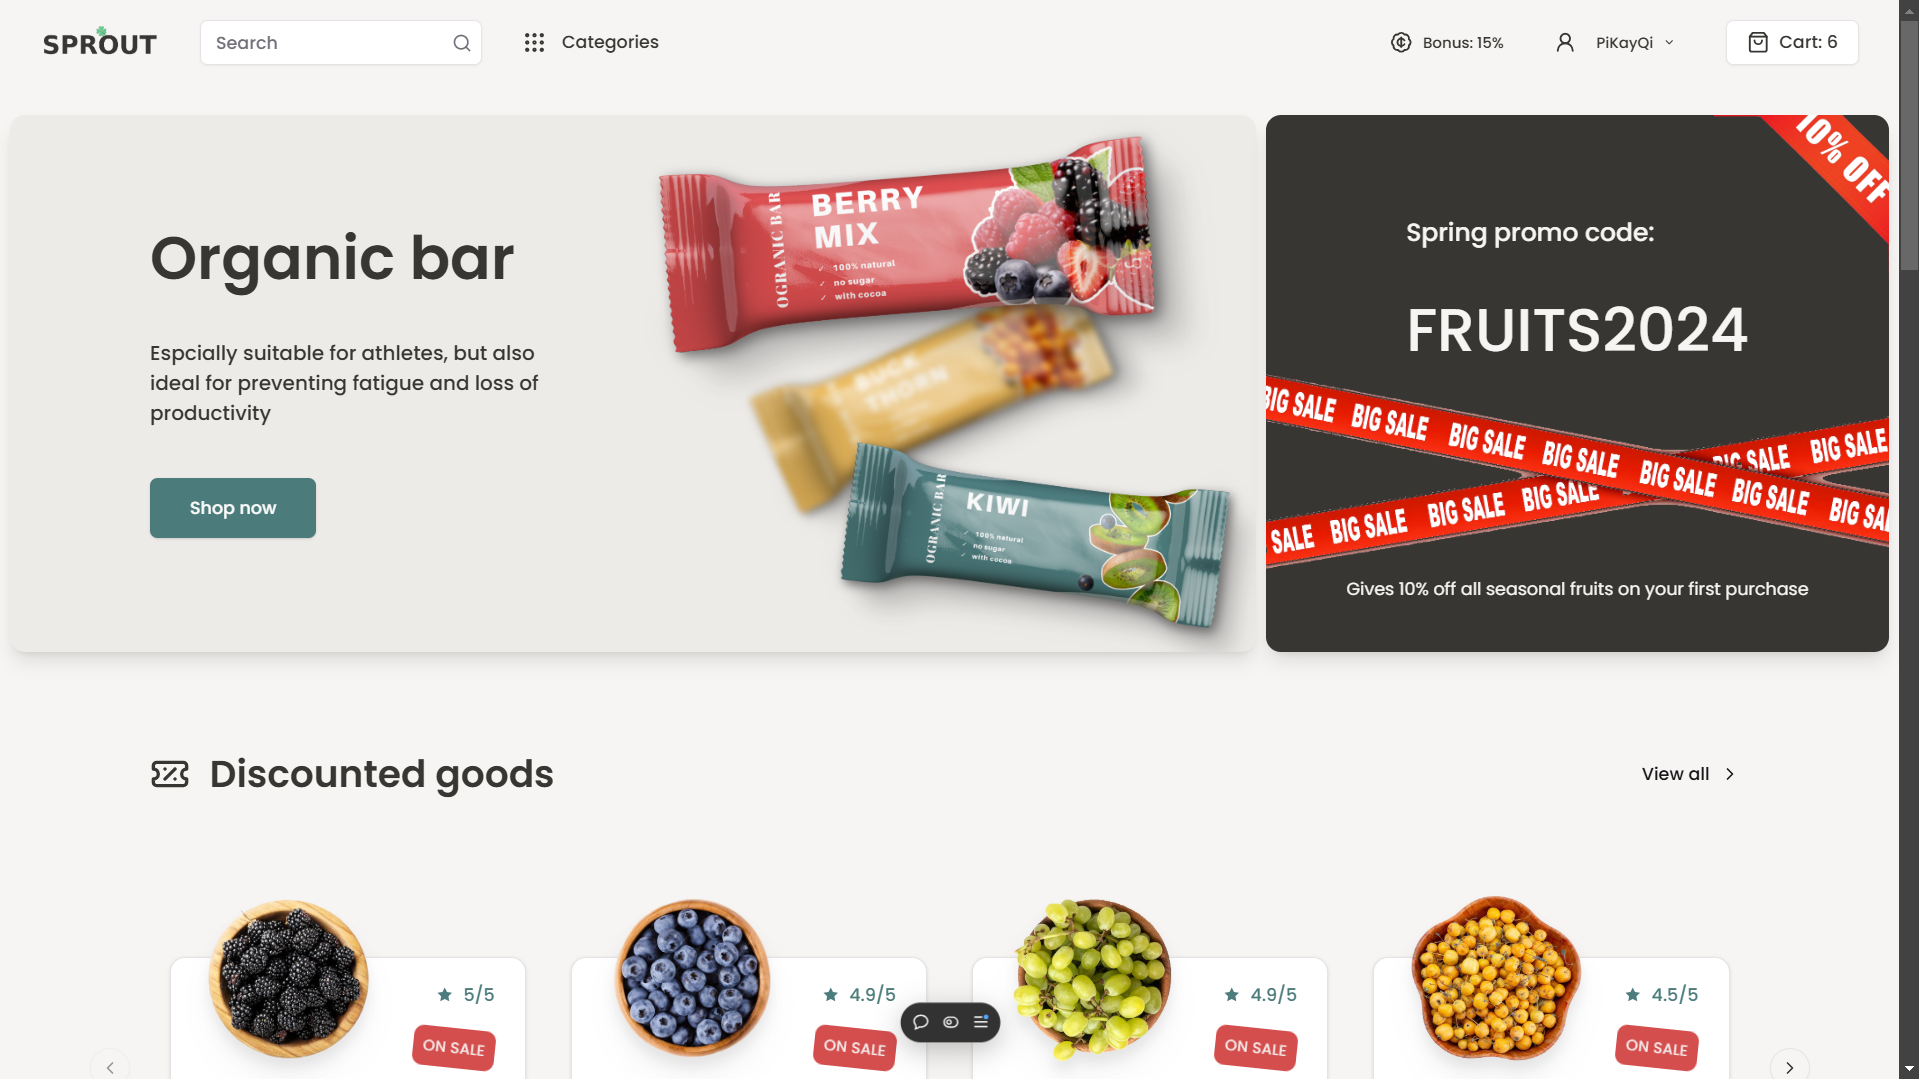 SPROUT
Search
Categories
Bonus: 15%
PiKayQi
Cart: 6
Organic bar
Espcially suitable for athletes, but also
ideal for preventing fatigue and loss of
productivity
Shop now
OGRANIC BAR
BERRY
MIX
✓ 100% natural
✓ no sugar
✓ with cocoa
BUCK
THORN
OGRANIC BAR
KIWI
✓ 100% natural
✓ no sugar
✓ with cocoa
10% OFF
Spring promo code:
FRUITS2024
BIG SALE BIG SALE BIG SALE BIG SALE BIG SALE BIG SALE BIG SA
SALE BIG SALE BIG SALE BIG SALE BIG SALE BIG SALE
Gives 10% off all seasonal fruits on your first purchase
Discounted goods
View all
5/5
ON SALE
4.9/5
ON SALE
4.9/5
ON SALE
4.5/5
ON SALE